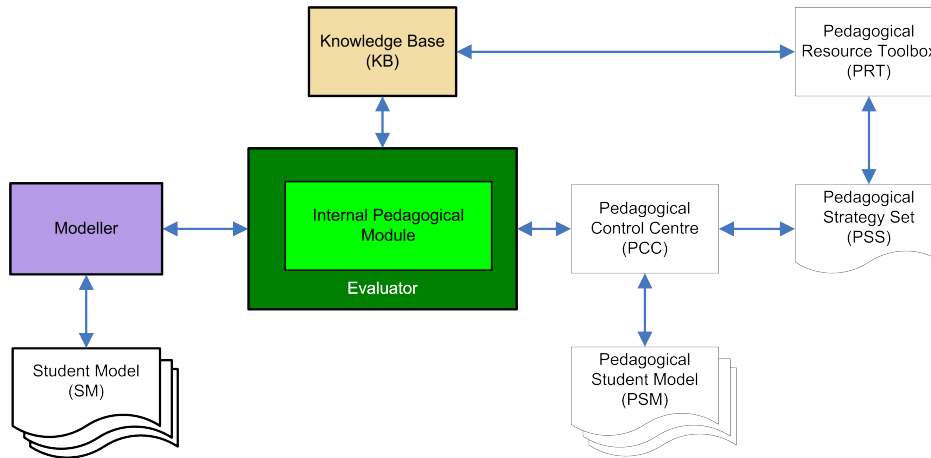 Knowledge Base
(KB)
Pedagogical
Resource Toolbox
(PRT)
Modeller
Internal Pedagogical
Module
Evaluator
Pedagogical
Control Centre
(PCC)
Pedagogical
Strategy Set
(PSS)
Student Model
(SM)
Pedagogical
Student Model
(PSM)